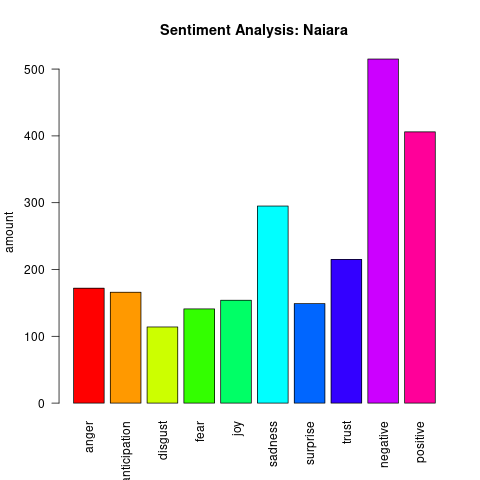 Sentiment Analysis: Naiara
amount
500
400
300
200
100
0
anger
nticipation
disgust
fear
joy
sadness
surprise
trust
negative
positive